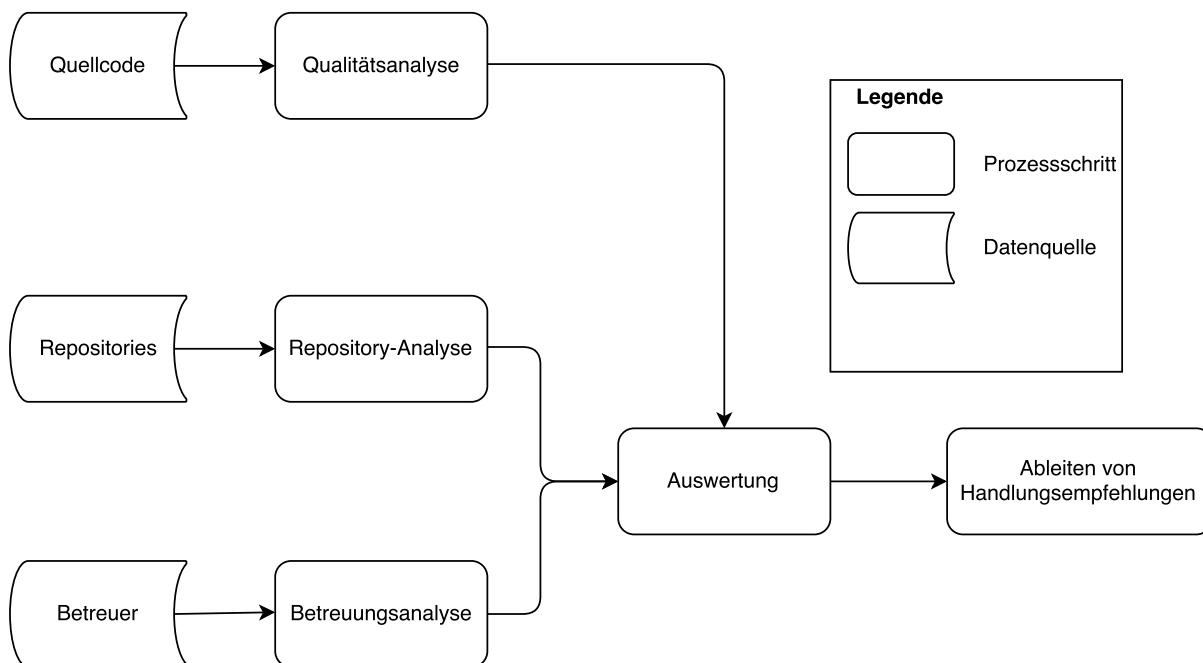 Quellcode
Qualitätsanalyse
Legende
Prozessschritt
Datenquelle
Repositories
Repository-Analyse
Auswertung
Ableiten von
Handlungsempfehlungen
Betreuer
Betreuungsanalyse